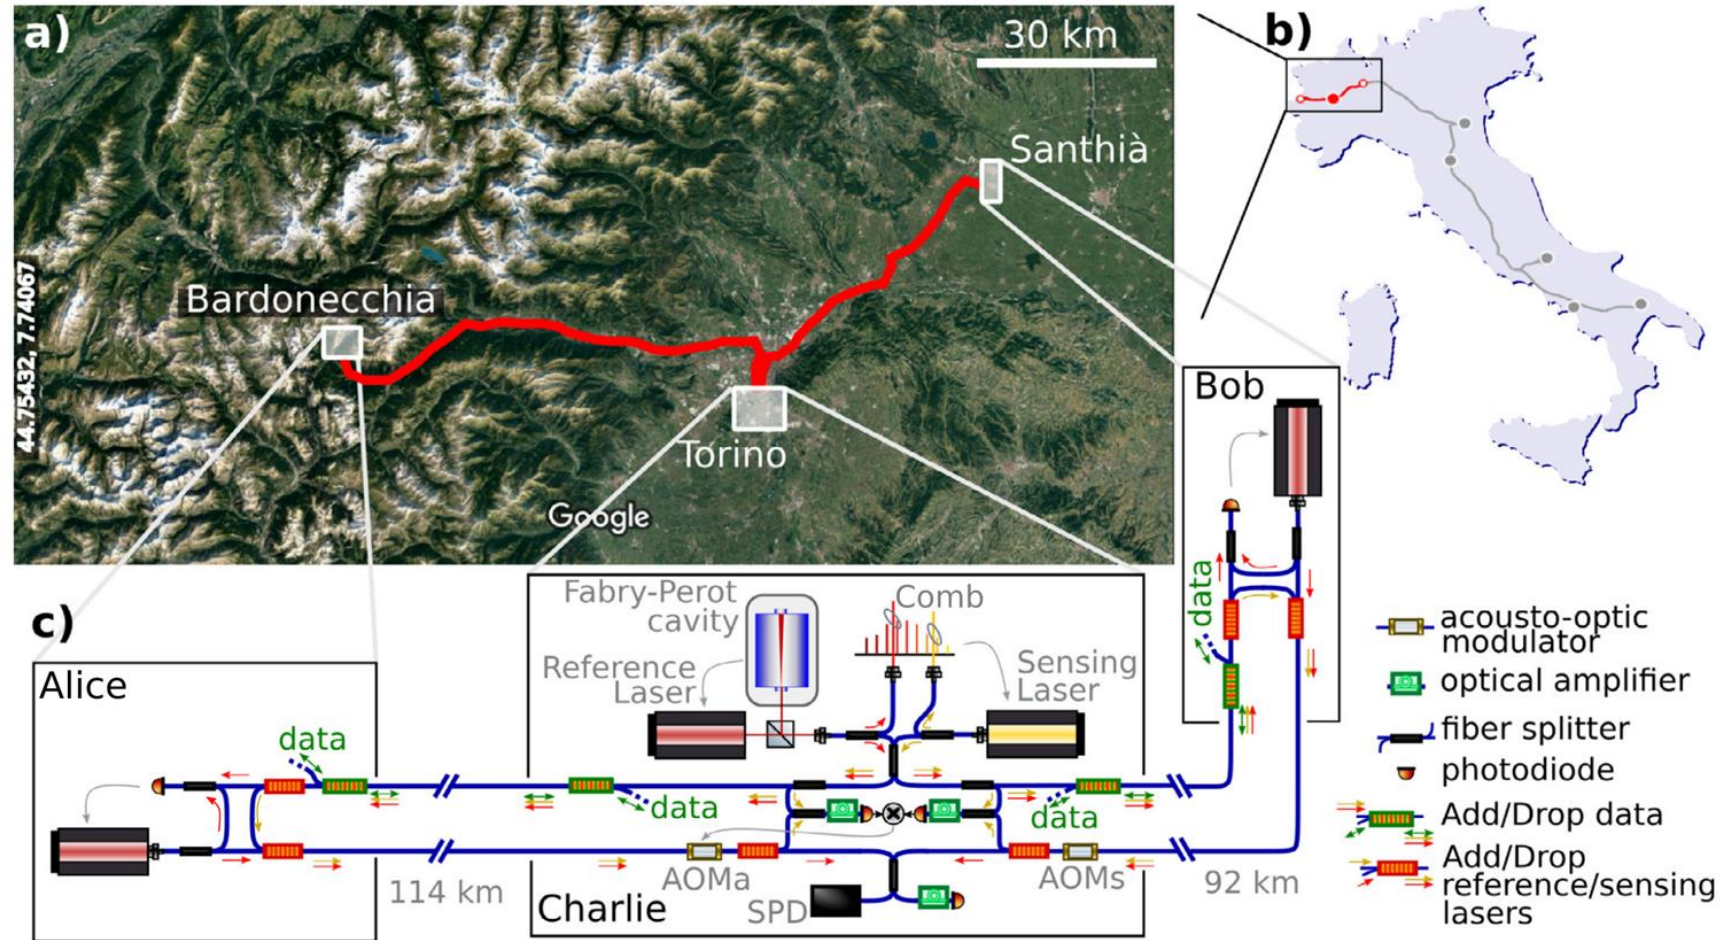 a)
30 km
Santhià
Bardonecchia
Torino
Google
44.75432, 7.74067
b)
c)
Alice
data
114 km
Fabry-Perot
cavity
Reference
Laser
Comb
Sensing
Laser
data
data
AOMa
AOMs
SPD
Charlie
92 km
Bob
data
acousto-optic
modulator
optical amplifier
fiber splitter
photodiode
Add/Drop data
Add/Drop
reference/sensing
lasers